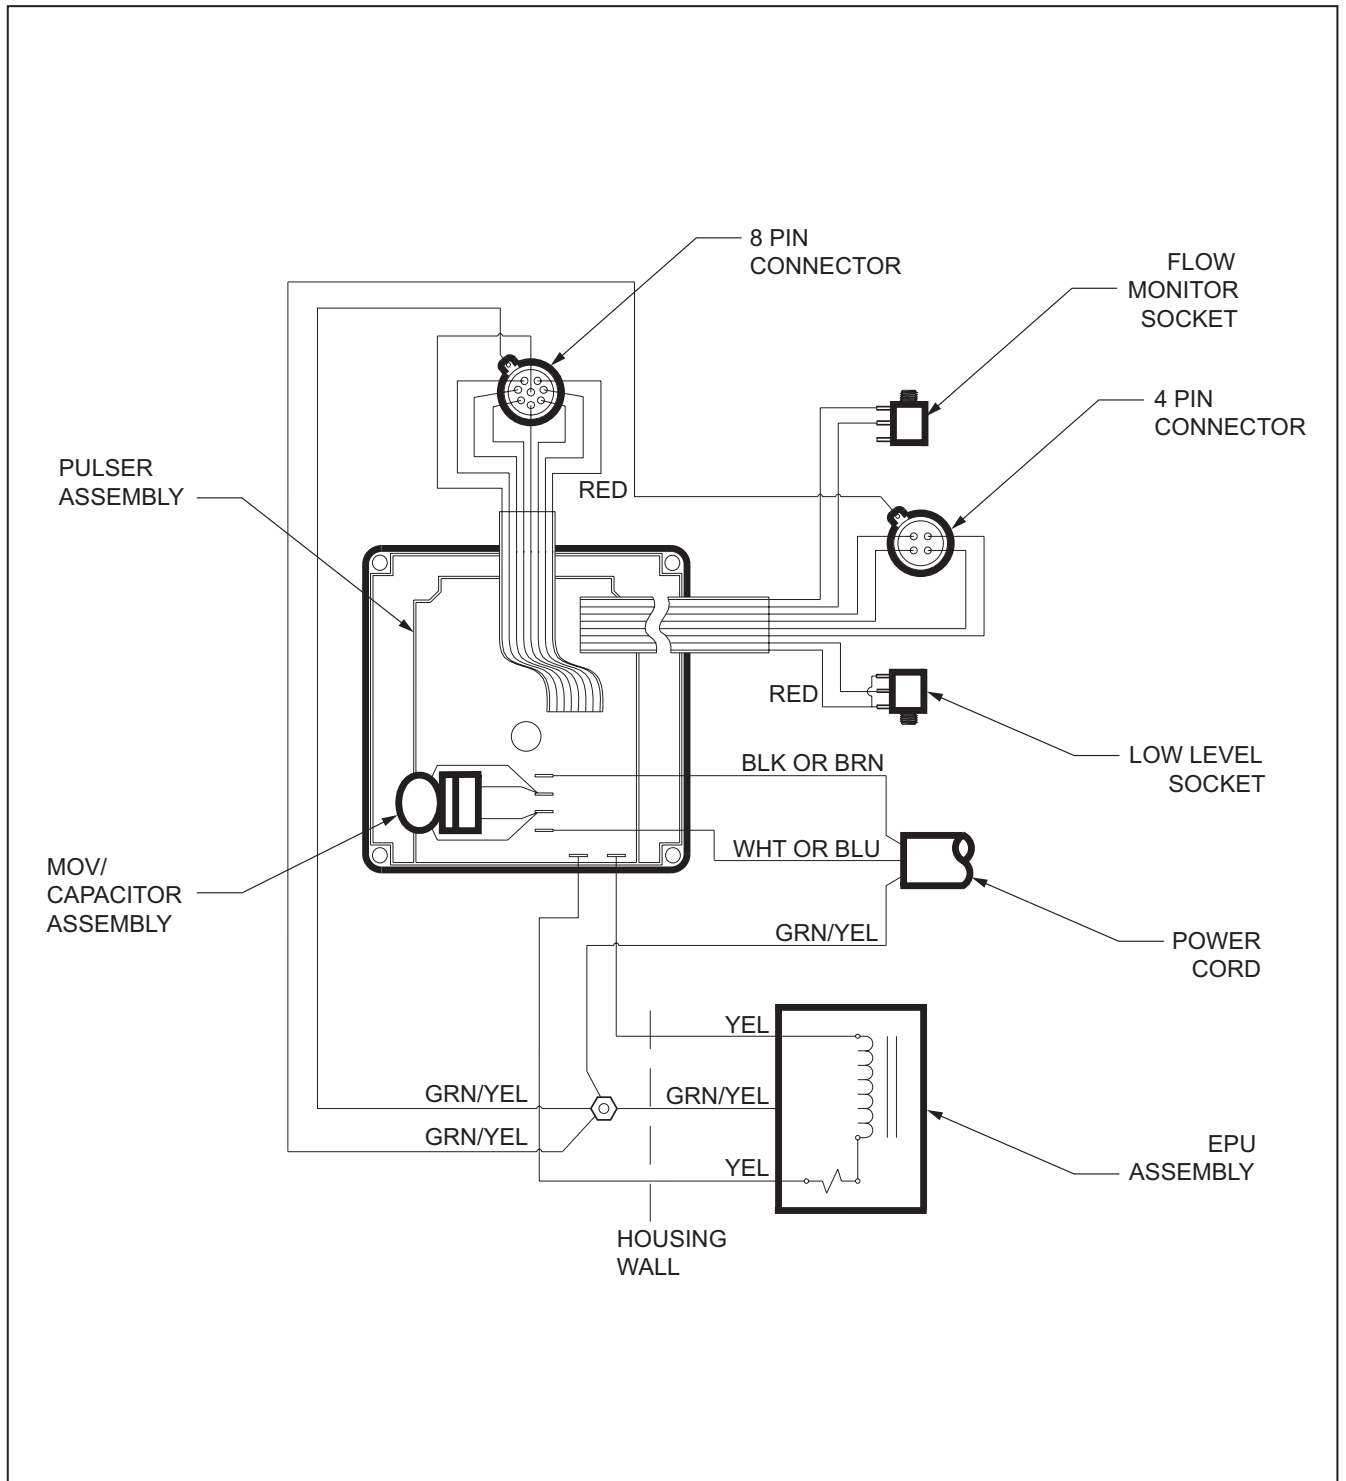 8 PIN
CONNECTOR
FLOW
MONITOR
SOCKET
4 PIN
CONNECTOR
PULSER
ASSEMBLY
RED
RED
LOW LEVEL
SOCKET
BLK OR BRN
WHT OR BLU
MOV/
CAPACITOR
ASSEMBLY
GRN/YEL
POWER
CORD
YEL
GRN/YEL
GRN/YEL
GRN/YEL
YEL
EPU
ASSEMBLY
HOUSING
WALL